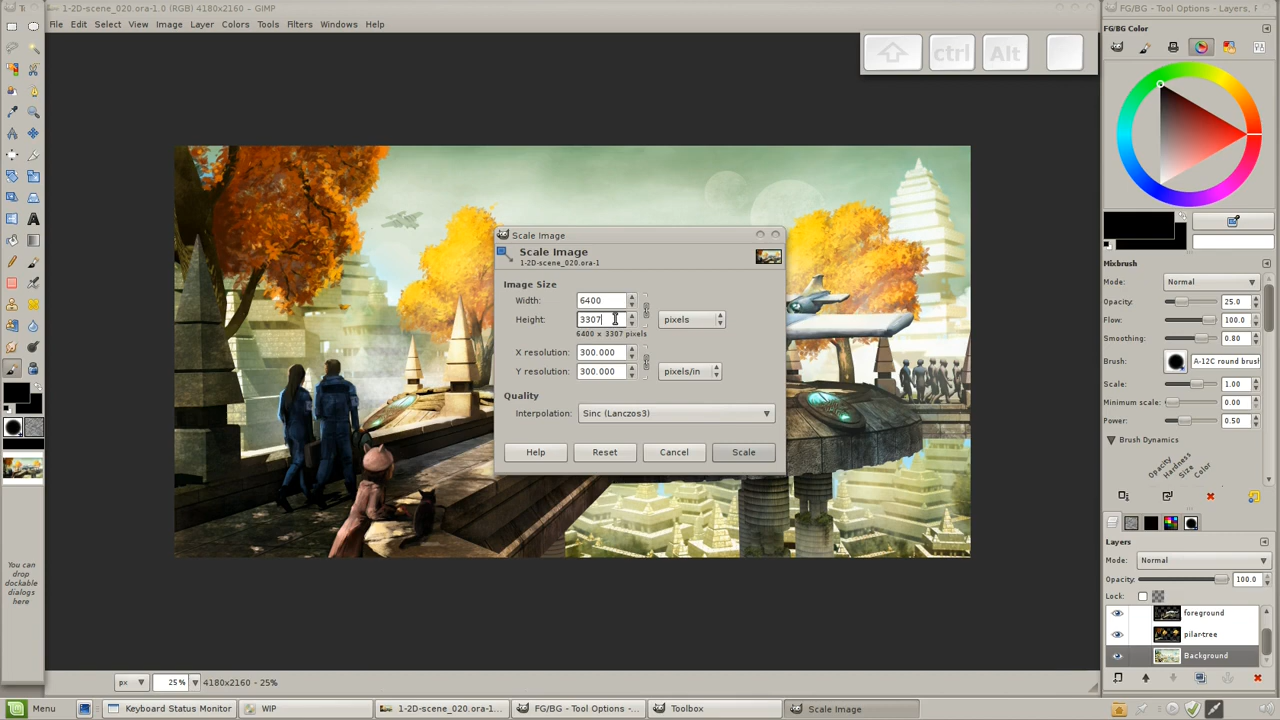 1-2D-scene_020.ora-1.0 (RGB) 4180x2160 – GIMP
FG/BG - Tool Options - Layers,
File Edit Select View Image Layer Colors Tools Filters Windows Help
ctrl Alt
FG/BG Color
Scale Image
Scale Image
1-2D-scene_020.ora-1
Image Size
Width: 6400
Height: 3307 pixels
6400 x 3307 pixels
X resolution: 300.000
Y resolution: 300.000 pixels/in
Quality
Interpolation: Sinc (Lanczos3)
Help Reset Cancel Scale
Mixbrush
Mode: Normal
Opacity: 25.0
Flow: 100.0
Smoothing: 0.80
Brush: A-12C round brush
Scale: 1.00
Minimum scale: 0.00
Power: 0.50
Brush Dynamics
Opacity
Hardness
Size
Color
Layers
Mode: Normal
Opacity: 100.0
Lock:
foreground
pilar-tree
Background
You can
drop
dockable
dialogs
here
px 25% 4180x2160 - 25%
Menu Keyboard Status Monitor WIP 1-2D-scene_020.ora-1... FG/BG - Tool Options -... Toolbox Scale Image